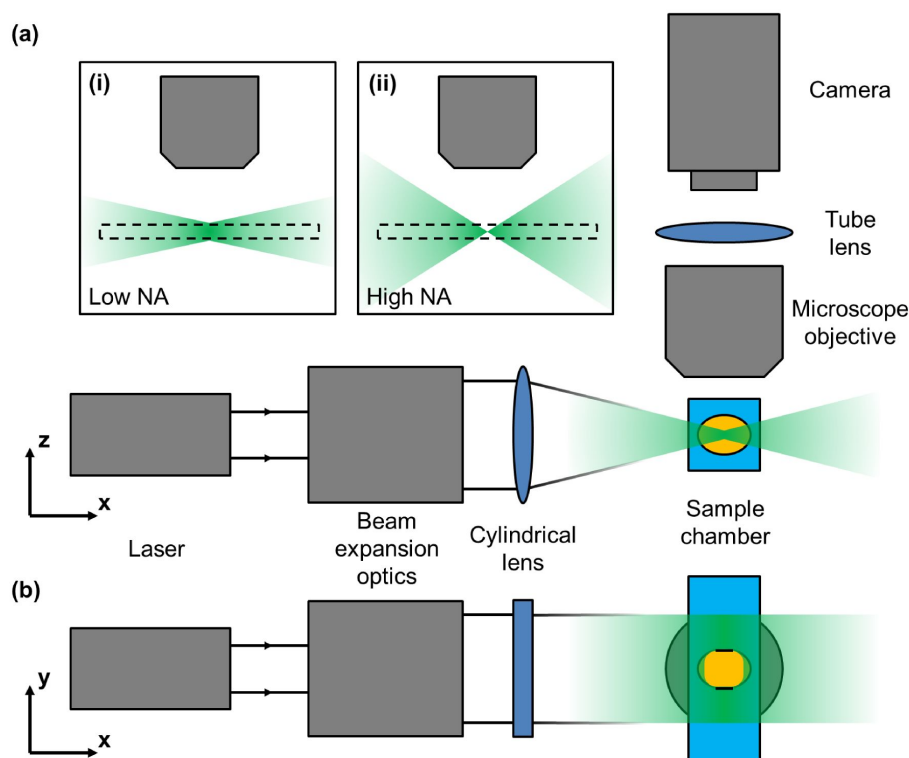 (a)
(i)
(ii)
Low NA
High NA
Camera
Tube
lens
Microscope
objective
z
x
Laser
Beam
expansion
optics
Cylindrical
lens
Sample
chamber
(b)
y
x